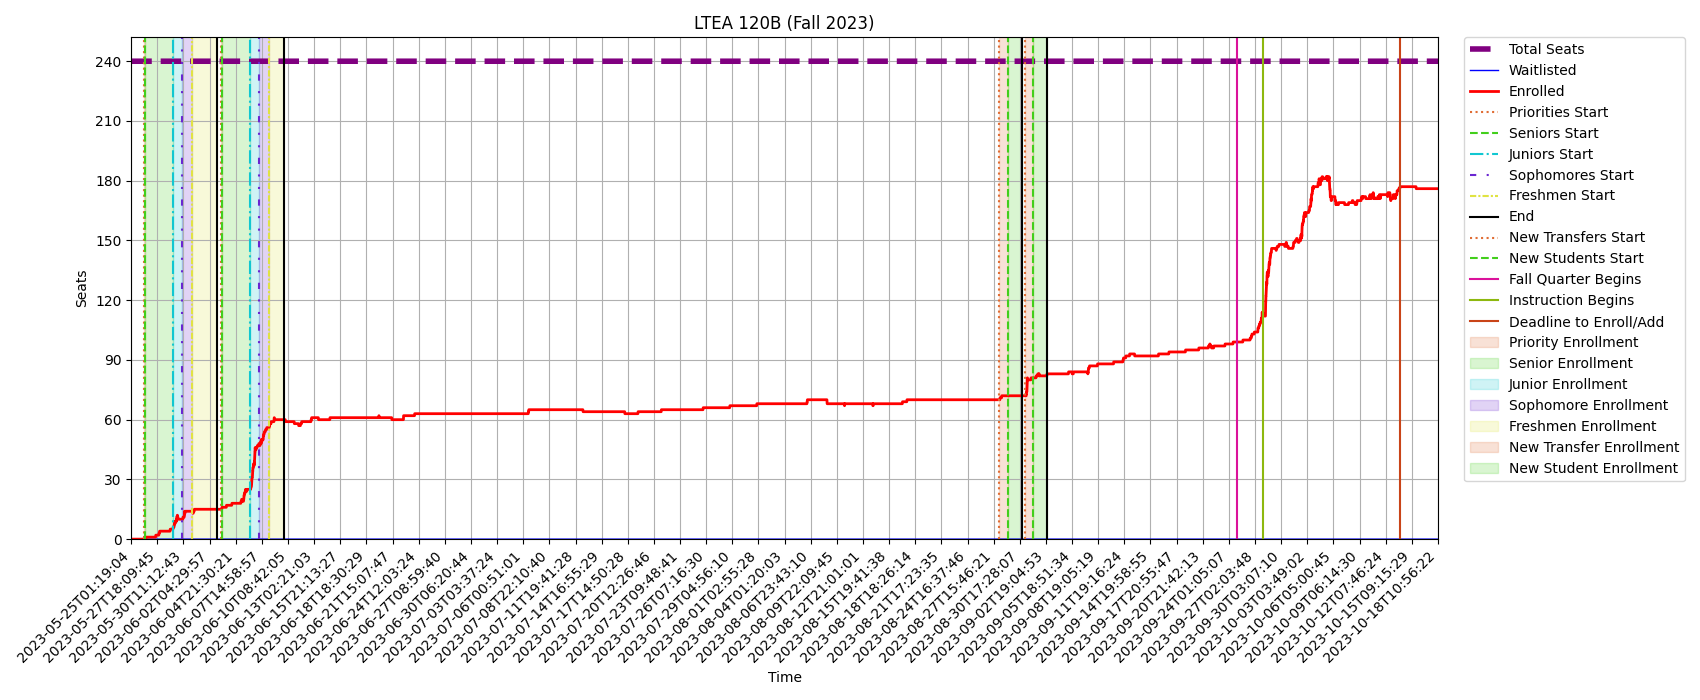 LTEA 120B (Fall 2023)
Seats
240
210
180
150
120
90
60
30
0
2023-05-25T01:19:04
2023-05-27T18:09:45
2023-05-30T11:12:43
2023-06-02T04:29:57
2023-06-04T21:30:21
2023-06-07T14:58:57
2023-06-10T08:42:05
2023-06-13T02:21:03
2023-06-15T21:13:27
2023-06-18T18:30:29
2023-06-21T15:07:47
2023-06-24T12:03:24
2023-06-27T08:59:40
2023-06-30T06:20:44
2023-07-03T03:37:24
2023-07-06T00:51:01
2023-07-08T22:10:40
2023-07-11T19:41:28
2023-07-14T16:55:29
2023-07-17T14:50:28
2023-07-20T12:26:46
2023-07-23T09:48:41
2023-07-26T07:16:30
2023-07-29T04:56:10
2023-08-01T02:55:28
2023-08-04T01:20:03
2023-08-06T23:43:10
2023-08-09T22:09:45
2023-08-12T21:01:01
2023-08-15T19:41:38
2023-08-18T18:26:14
2023-08-21T17:23:35
2023-08-24T16:37:46
2023-08-27T15:46:21
2023-08-30T17:28:07
2023-09-02T19:04:53
2023-09-05T18:51:34
2023-09-08T19:05:19
2023-09-11T19:16:24
2023-09-14T19:58:55
2023-09-17T20:55:47
2023-09-20T21:42:13
2023-09-24T01:05:07
2023-09-27T02:03:48
2023-09-30T03:07:10
2023-10-03T03:49:02
2023-10-06T05:00:45
2023-10-09T06:14:30
2023-10-12T07:46:24
2023-10-15T09:15:29
2023-10-18T10:56:22
Time
Total Seats
Waitlisted
Enrolled
Priorities Start
Seniors Start
Juniors Start
Sophomores Start
Freshmen Start
End
New Transfers Start
New Students Start
Fall Quarter Begins
Instruction Begins
Deadline to Enroll/Add
Priority Enrollment
Senior Enrollment
Junior Enrollment
Sophomore Enrollment
Freshmen Enrollment
New Transfer Enrollment
New Student Enrollment